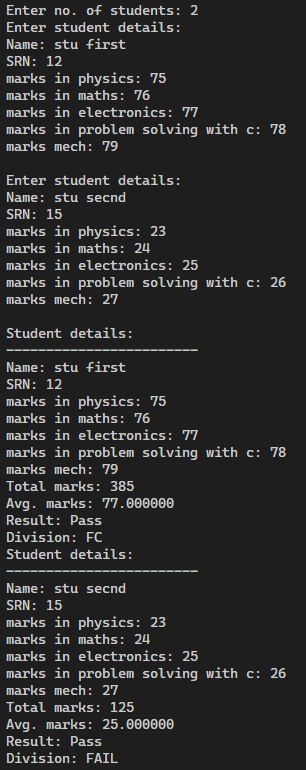 Enter no. of students: 2
Enter student details:
Name: stu first
SRN: 12
marks in physics: 75
marks in maths: 76
marks in electronics: 77
marks in problem solving with c: 78
marks mech: 79
Enter student details:
Name: stu secnd
SRN: 15
marks in physics: 23
marks in maths: 24
marks in electronics: 25
marks in problem solving with c: 26
marks mech: 27
Student details:
------------------------
Name: stu first
SRN: 12
marks in physics: 75
marks in maths: 76
marks in electronics: 77
marks in problem solving with c: 78
marks mech: 79
Total marks: 385
Avg. marks: 77.000000
Result: Pass
Division: FC
Student details:
------------------------
Name: stu secnd
SRN: 15
marks in physics: 23
marks in maths: 24
marks in electronics: 25
marks in problem solving with c: 26
marks mech: 27
Total marks: 125
Avg. marks: 25.000000
Result: Pass
Division: FAIL